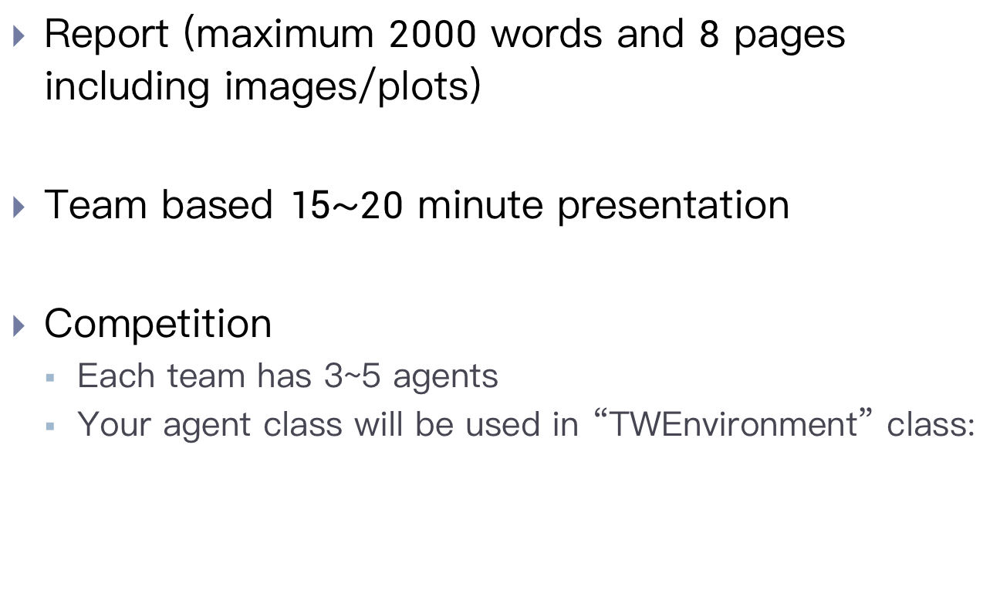 Report (maximum 2000 words and 8 pages
including images/plots)
Team based 15~20 minute presentation
Competition
Each team has 3~5 agents
Your agent class will be used in “TWEnvironment” class: